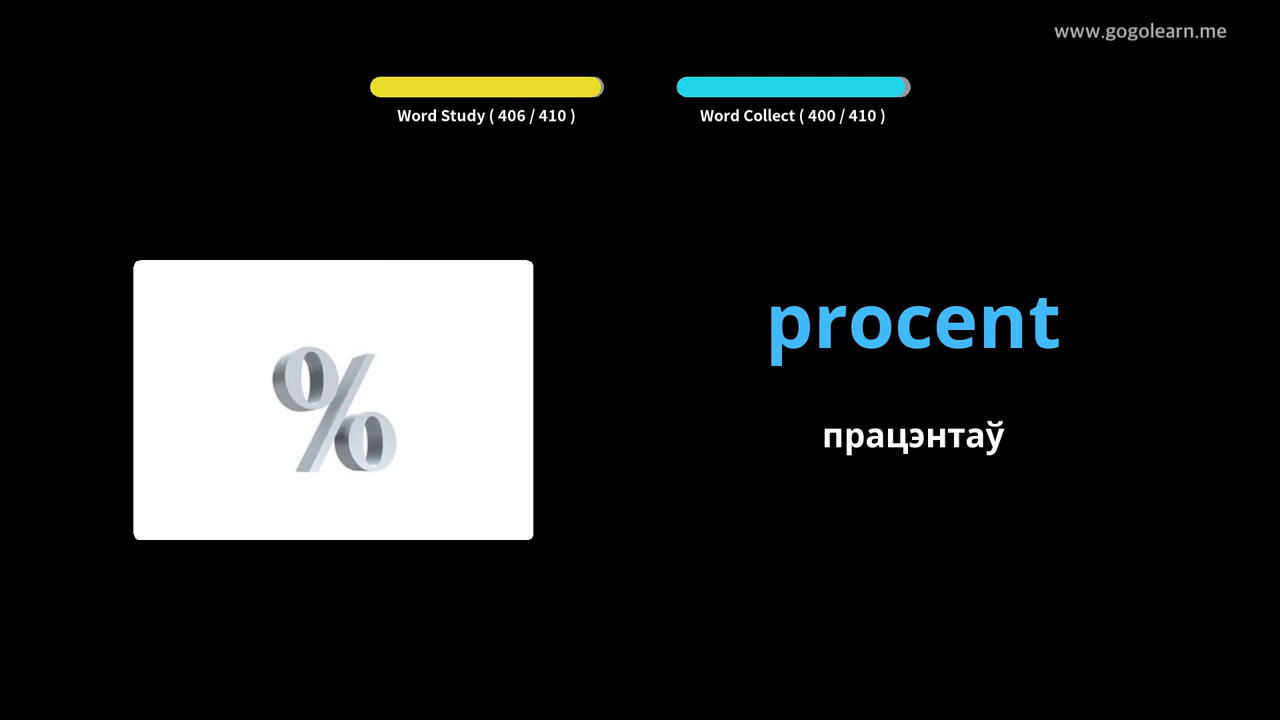 www.gogolearn.me
Word Study ( 406 / 410 )
Word Collect ( 400 / 410 )
%
procent
працэнтаў